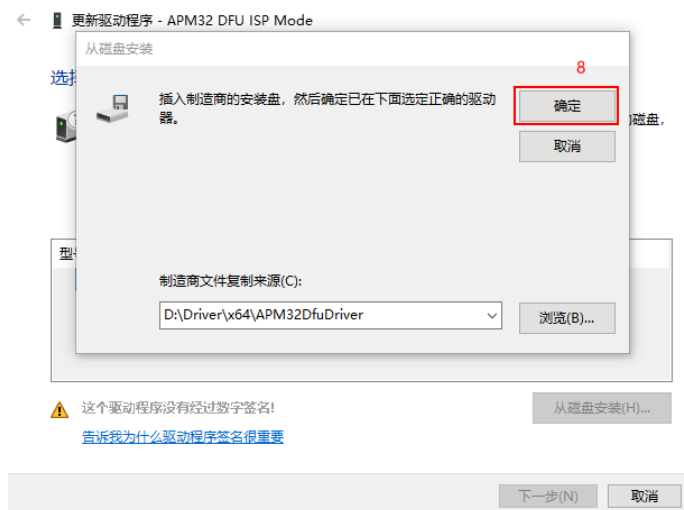 更新驱动程序 - APM32 DFU ISP Mode
从磁盘安装
选择
8
插入制造商的安装盘，然后确定已在下面选定正确的驱动
器。
确定
磁盘，
取消
型号
制造商文件复制来源(C):
D:\Driver\x64\APM32DfuDriver
浏览(B)...
这个驱动程序没有经过数字签名!
从磁盘安装(H)...
告诉我为什么驱动程序签名很重要
下一步(N)
取消